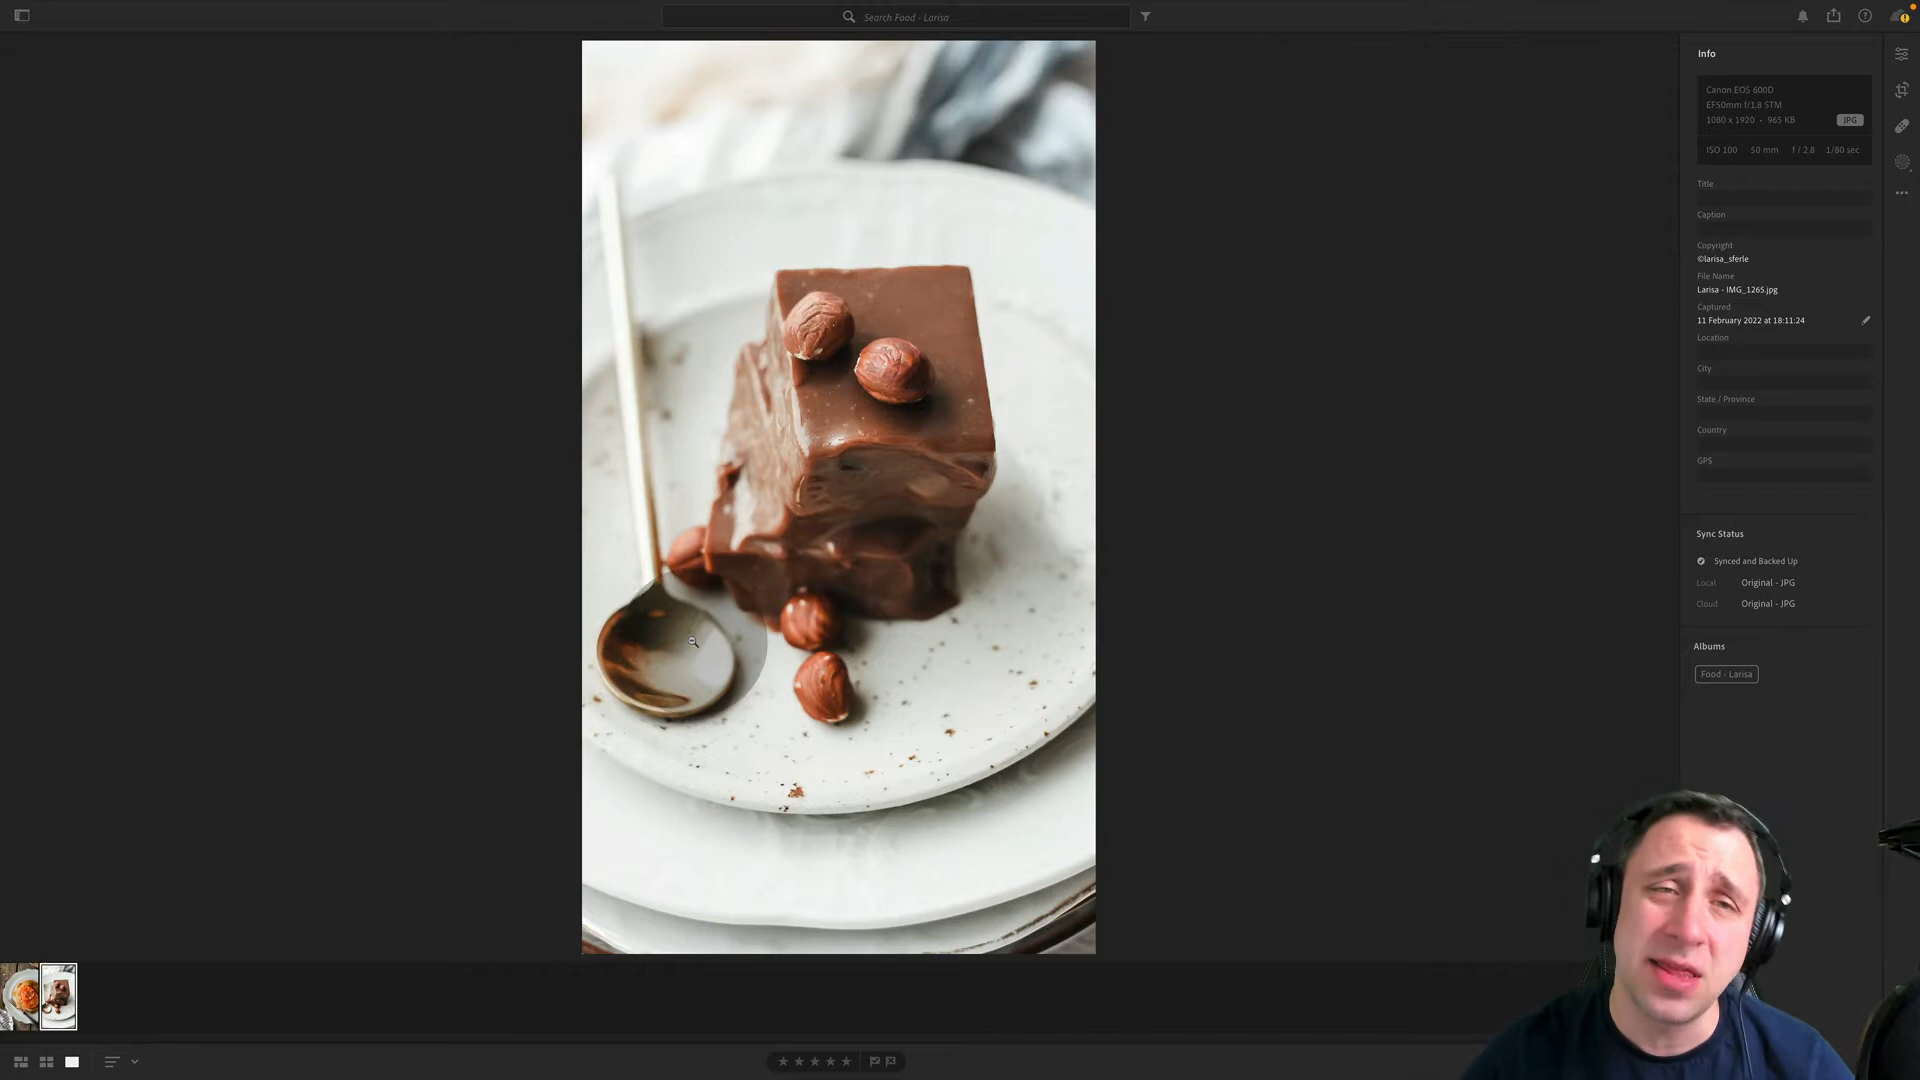 Search Food - Larisa
Info
Canon EOS 600D
EF50mm f/1.8 STM
1080 x 1920 • 965 KB JPG
ISO 100 50 mm f / 2.8 1/80 sec
Title
Caption
Copyright
©larisa_sferle
File Name
Larisa - IMG_1265.jpg
Captured
11 February 2022 at 18:11:24
Location
City
State / Province
Country
GPS
Sync Status
Synced and Backed Up
Local Original - JPG
Cloud Original - JPG
Albums
Food - Larisa